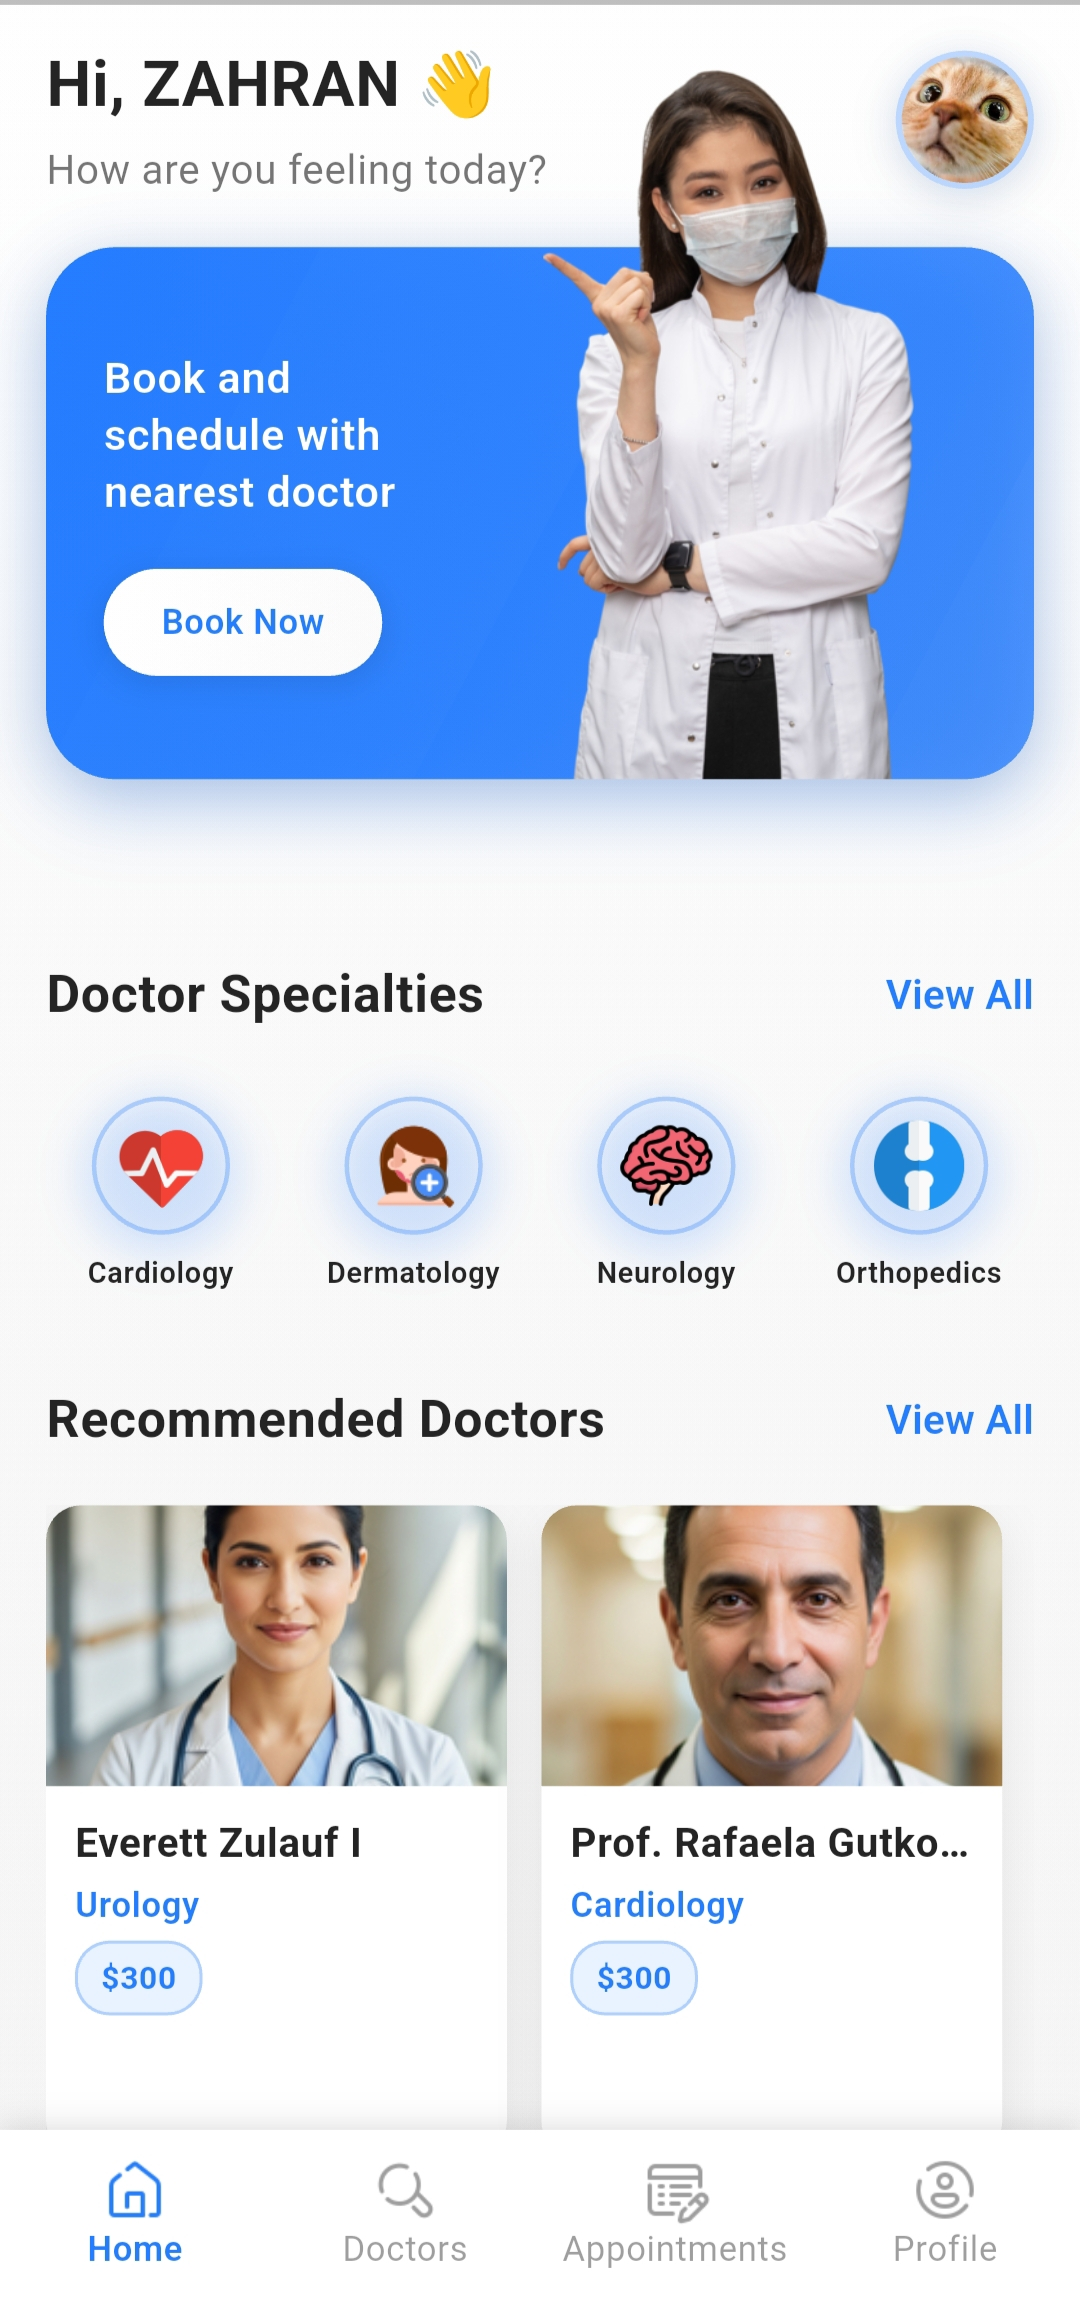 Hi, ZAHRAN 👋
How are you feeling today?
Book and
schedule with
nearest doctor
Book Now
Doctor Specialties
View All
Cardiology
Dermatology
Neurology
Orthopedics
Recommended Doctors
View All
Everett Zulauf I
Urology
$300
Prof. Rafaela Gutko...
Cardiology
$300
Home
Doctors
Appointments
Profile